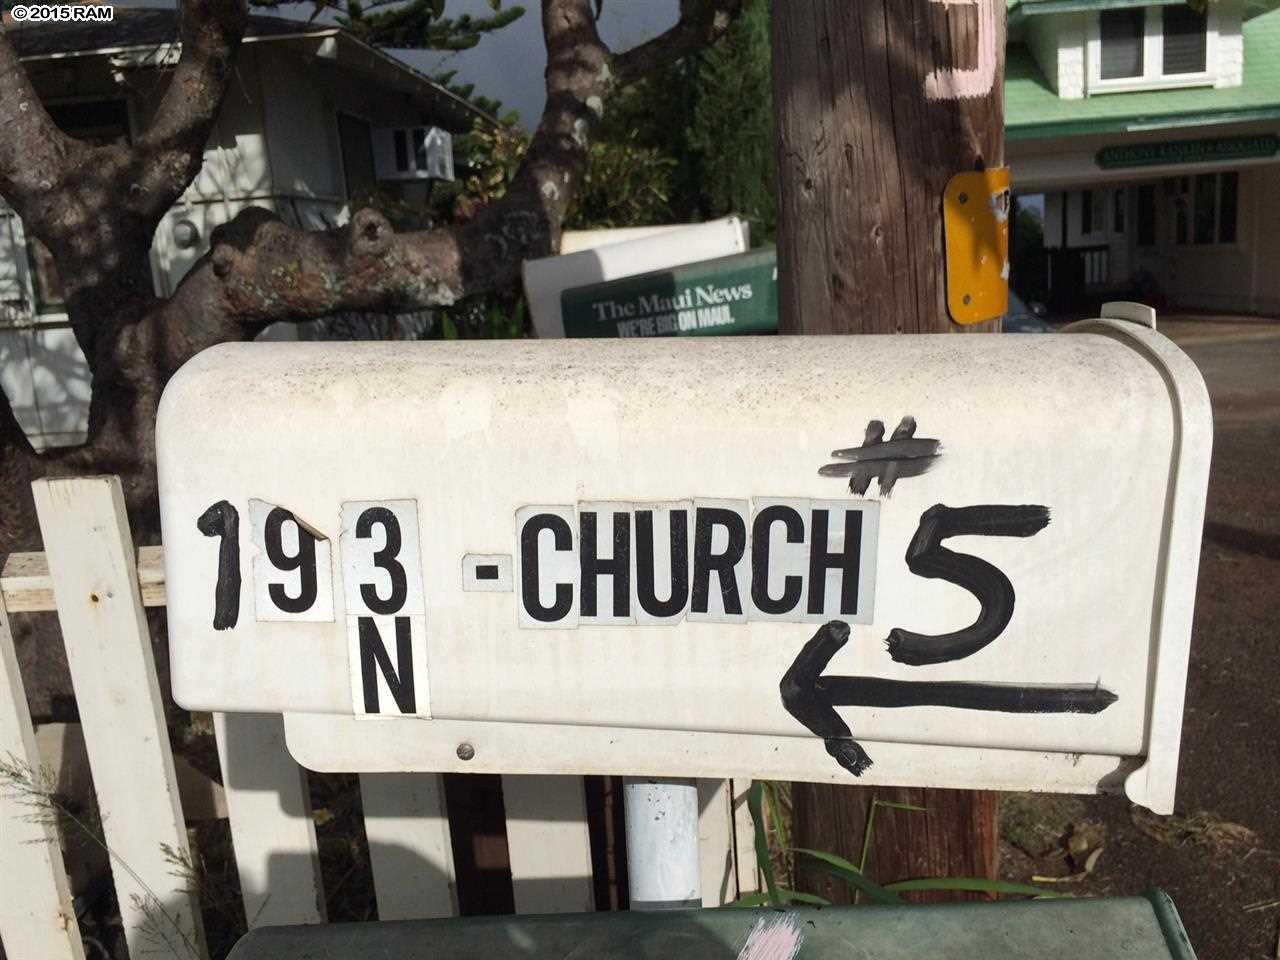 © 2015 RAM
The Maui News
WE'RE BIG ON MAUI.
#
193 - CHURCH 5
N